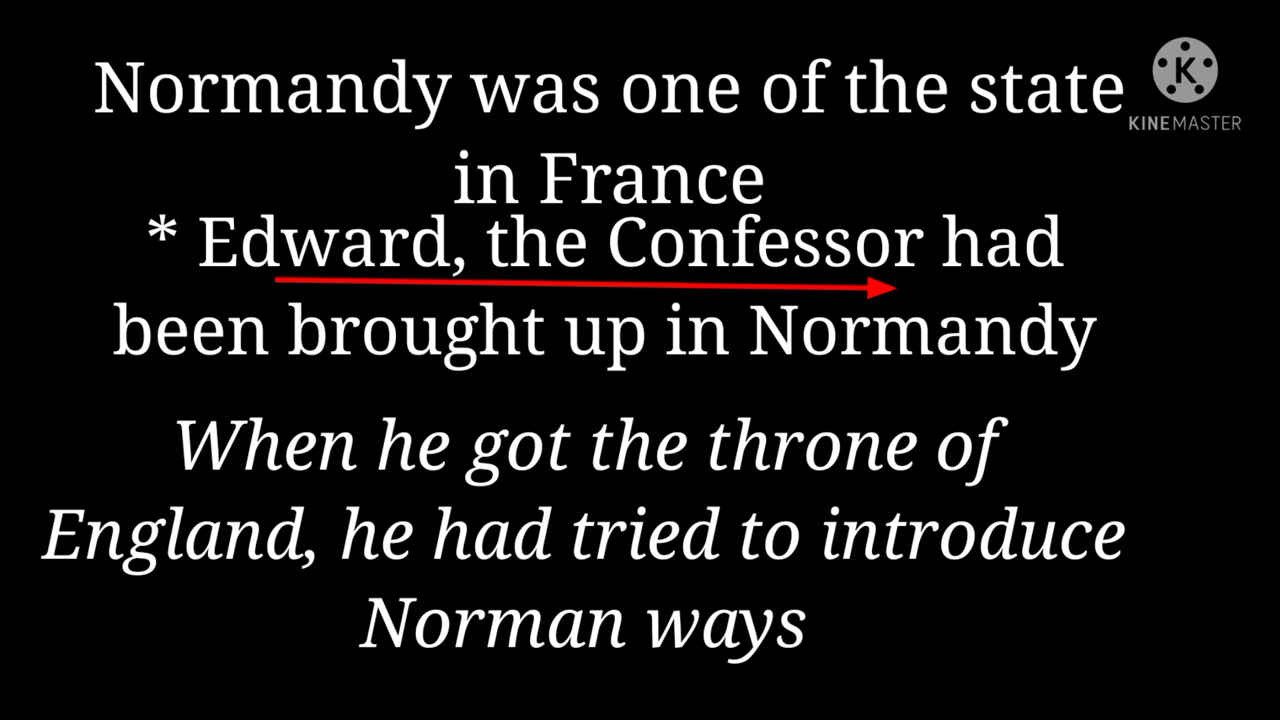 Normandy was one of the state
in France
* Edward, the Confessor had
been brought up in Normandy
When he got the throne of
England, he had tried to introduce
Norman ways
K
KINEMASTER